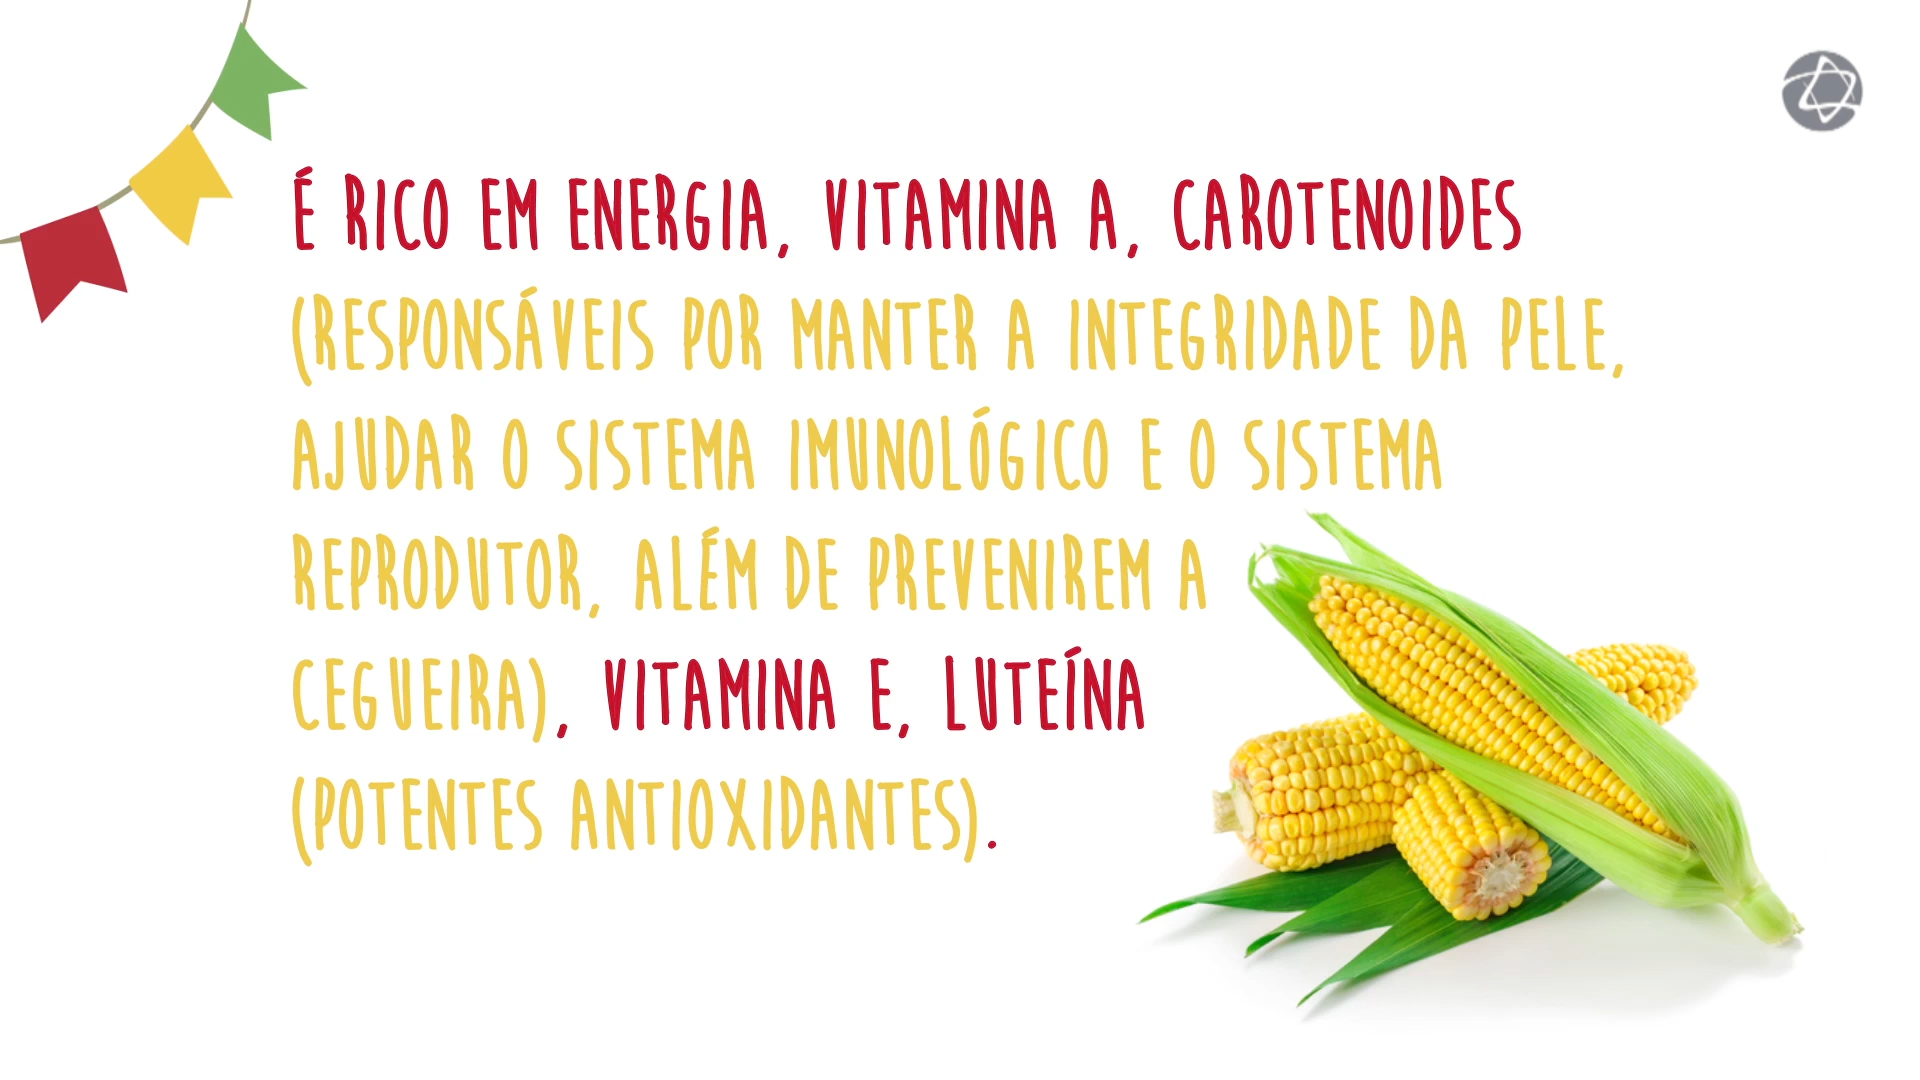 É RICO EM ENERGIA, VITAMINA A, CAROTENOIDES
(RESPONSÁVEIS POR MANTER A INTEGRIDADE DA PELE,
AJUDAR O SISTEMA IMUNOLÓGICO E O SISTEMA
REPRODUTOR, ALÉM DE PREVENIREM A
CEGUEIRA), VITAMINA E, LUTEÍNA
(POTENTES ANTIOXIDANTES).